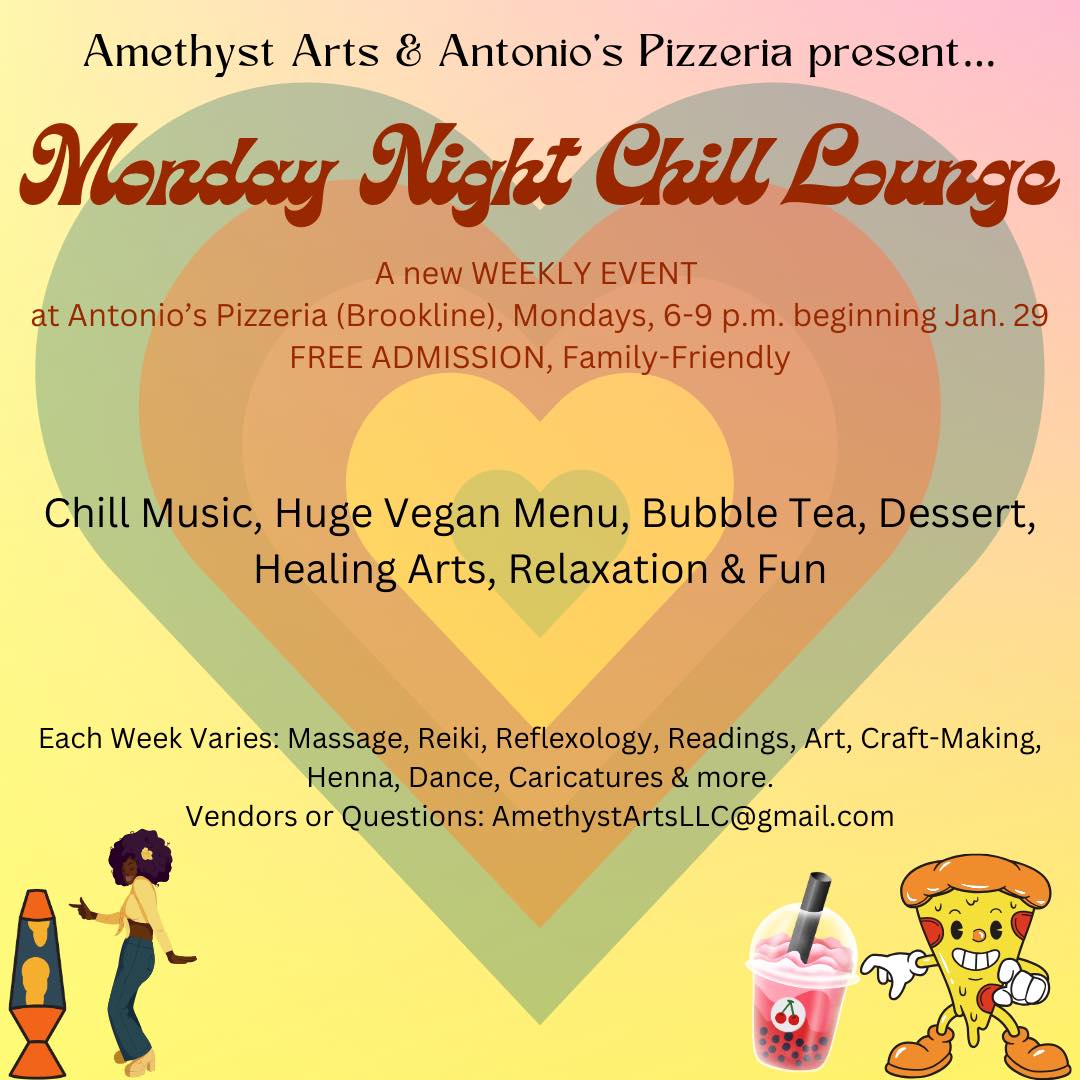 Amethyst Arts & Antonio's Pizzeria present...
Monday Night Chill Lounge
A new WEEKLY EVENT
at Antonio’s Pizzeria (Brookline), Mondays, 6-9 p.m. beginning Jan. 29
FREE ADMISSION, Family-Friendly
Chill Music, Huge Vegan Menu, Bubble Tea, Dessert,
Healing Arts, Relaxation & Fun
Each Week Varies: Massage, Reiki, Reflexology, Readings, Art, Craft-Making,
Henna, Dance, Caricatures & more.
Vendors or Questions: AmethystArtsLLC@gmail.com